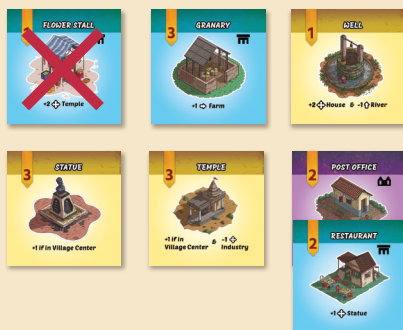 FLOWER STALL
+2 Temple
3
GRANARY
+1 Farm
1
WELL
+2 House & -1 River
3
STATUE
+1 if in Village Center
3
TEMPLE
+1 if in
Village Center & -1
Industry
2
POST OFFICE
2
RESTAURANT
+1 Statue